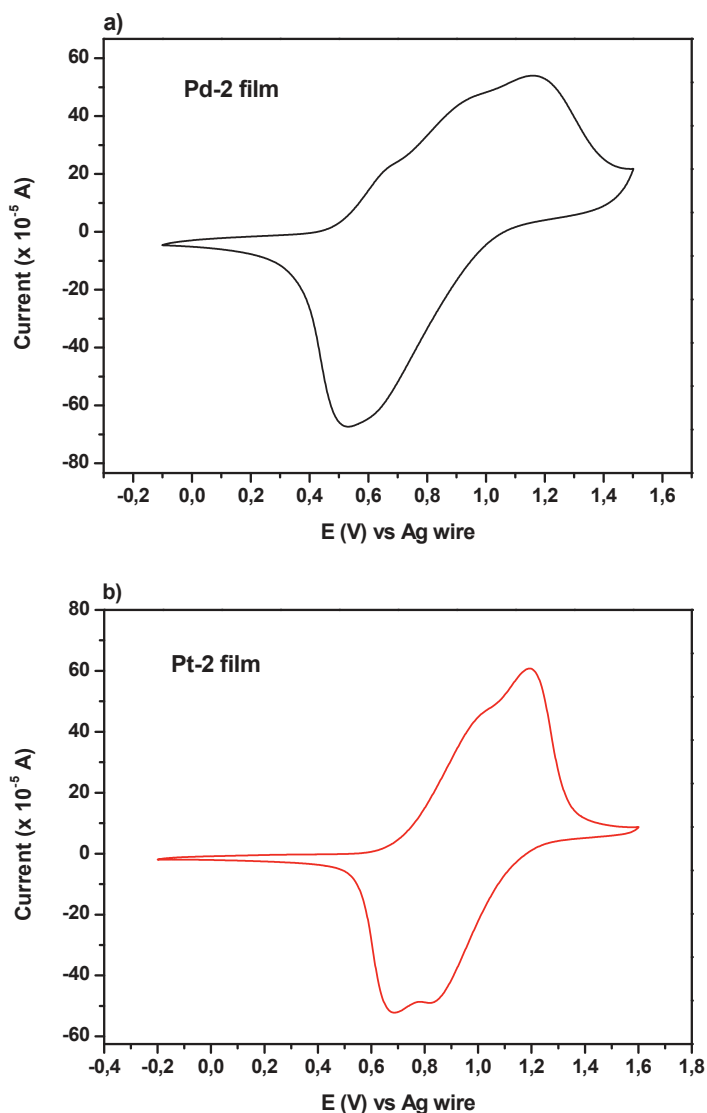 a)
Pd-2 film
60
40
20
0
-20
-40
-60
-80
Current (x 10⁻⁵ A)
-0,2 0,0 0,2 0,4 0,6 0,8 1,0 1,2 1,4 1,6
E (V) vs Ag wire
b)
Pt-2 film
80
60
40
20
0
-20
-40
-60
Current (x 10⁻⁵ A)
-0,4 -0,2 0,0 0,2 0,4 0,6 0,8 1,0 1,2 1,4 1,6 1,8
E (V) vs Ag wire